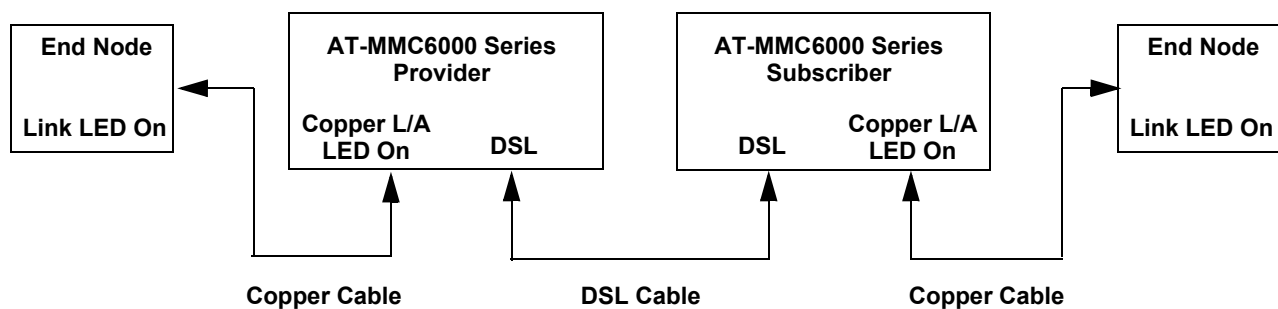 End Node
Link LED On
AT-MMC6000 Series
Provider
Copper L/A
LED On
DSL
AT-MMC6000 Series
Subscriber
DSL
Copper L/A
LED On
End Node
Link LED On
Copper Cable
DSL Cable
Copper Cable